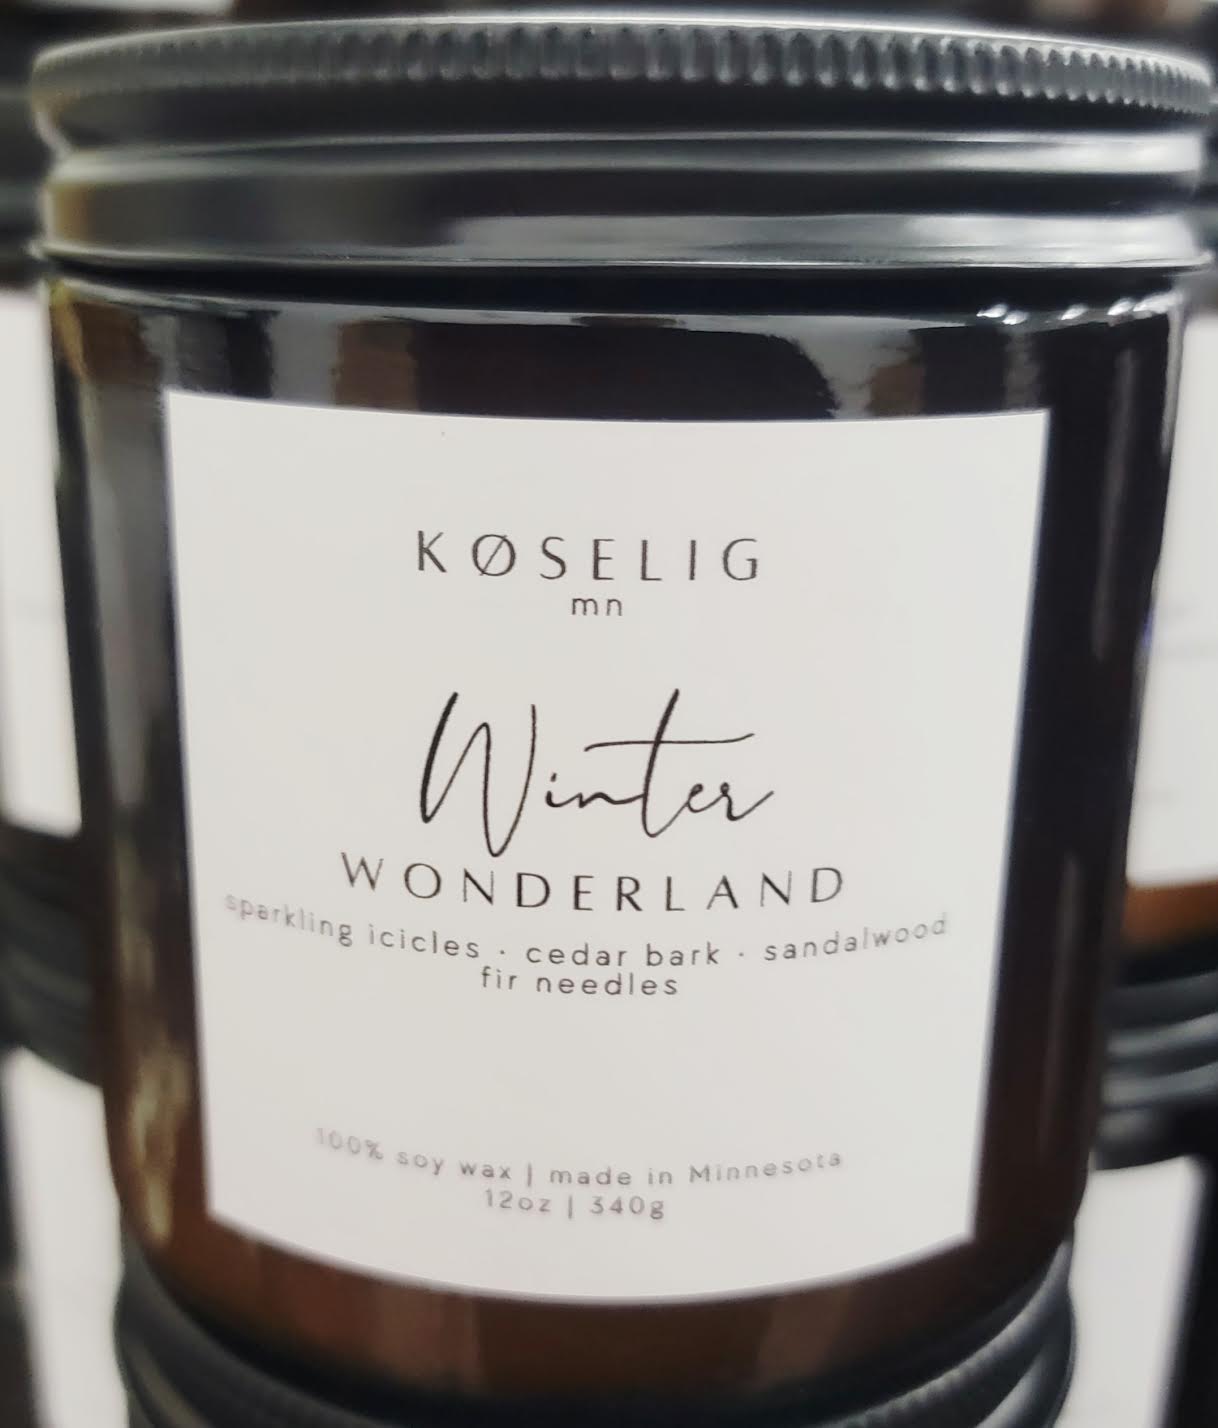 KØSELIG
mn
Winter
WONDERLAND
sparkling icicles · cedar bark · sandalwood
fir needles
100% soy wax | made in Minnesota
12oz | 340g